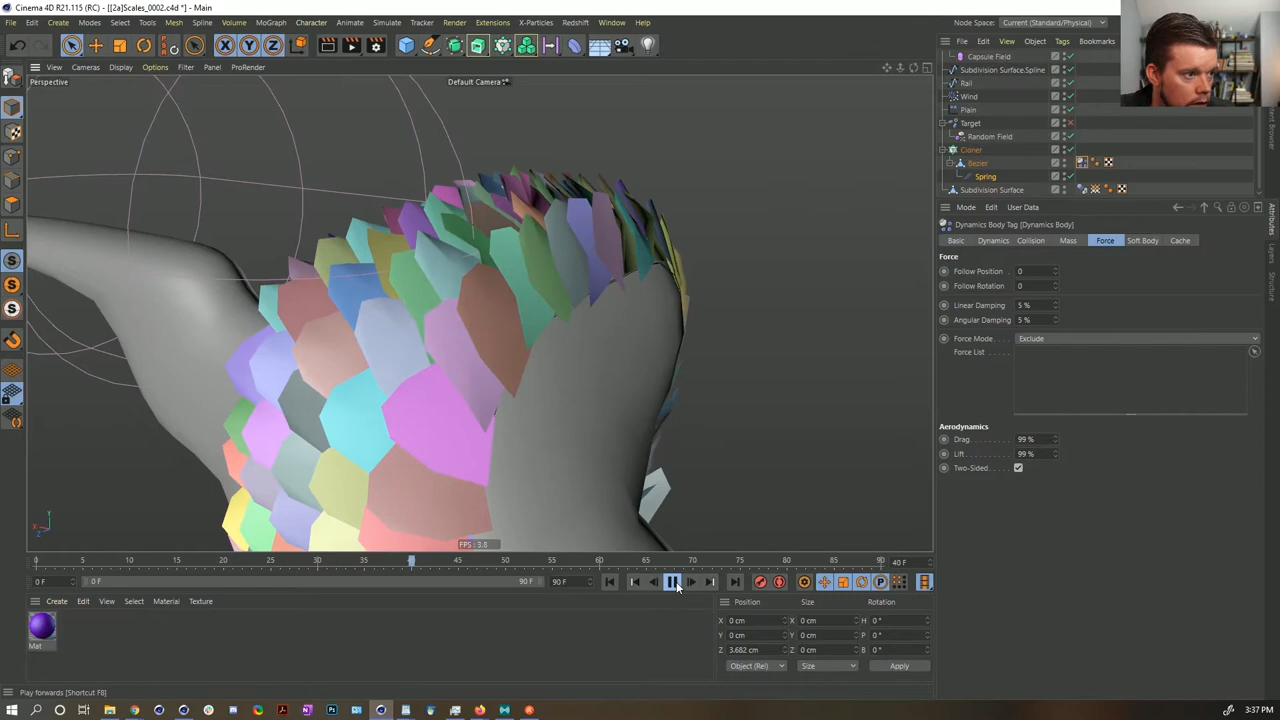 Cinema 4D R21.115 (RC) - [[2a]Scales_0002.c4d *] - Main
File Edit Create Modes Select Tools Mesh Spline Volume MoGraph Character Animate Simulate Tracker Render Extensions X-Particles Redshift Window Help
Node Space: Current (Standard/Physical)
File Edit View Object Tags Bookmarks
View Cameras Display Options Filter Panel ProRender
Perspective
Default Camera
Capsule Field
Subdivision Surface.Spline
Rail
Wind
Plain
Target
Random Field
Cloner
Bezier
Spring
Subdivision Surface
Mode Edit User Data
Dynamics Body Tag [Dynamics Body]
Basic Dynamics Collision Mass Force Soft Body Cache
Force
Follow Position 0
Follow Rotation 0
Linear Damping 5 %
Angular Damping 5 %
Force Mode Exclude
Force List
Aerodynamics
Drag 99 %
Lift 99 %
Two-Sided
Attributes
Layers
Structure
X Y Z
FPS : 3.8
0 5 10 15 20 25 30 35 40 45 50 55 60 65 70 75 80 85 90 40 F
0 F 0 F 90 F 90 F
Create Edit View Select Material Texture
Mat
Position Size Rotation
X 0 cm X 0 cm H 0 °
Y 0 cm Y 0 cm P 0 °
Z 3.682 cm Z 0 cm B 0 °
Object (Rel) Size Apply
Play forwards [Shortcut F8]
3:37 PM